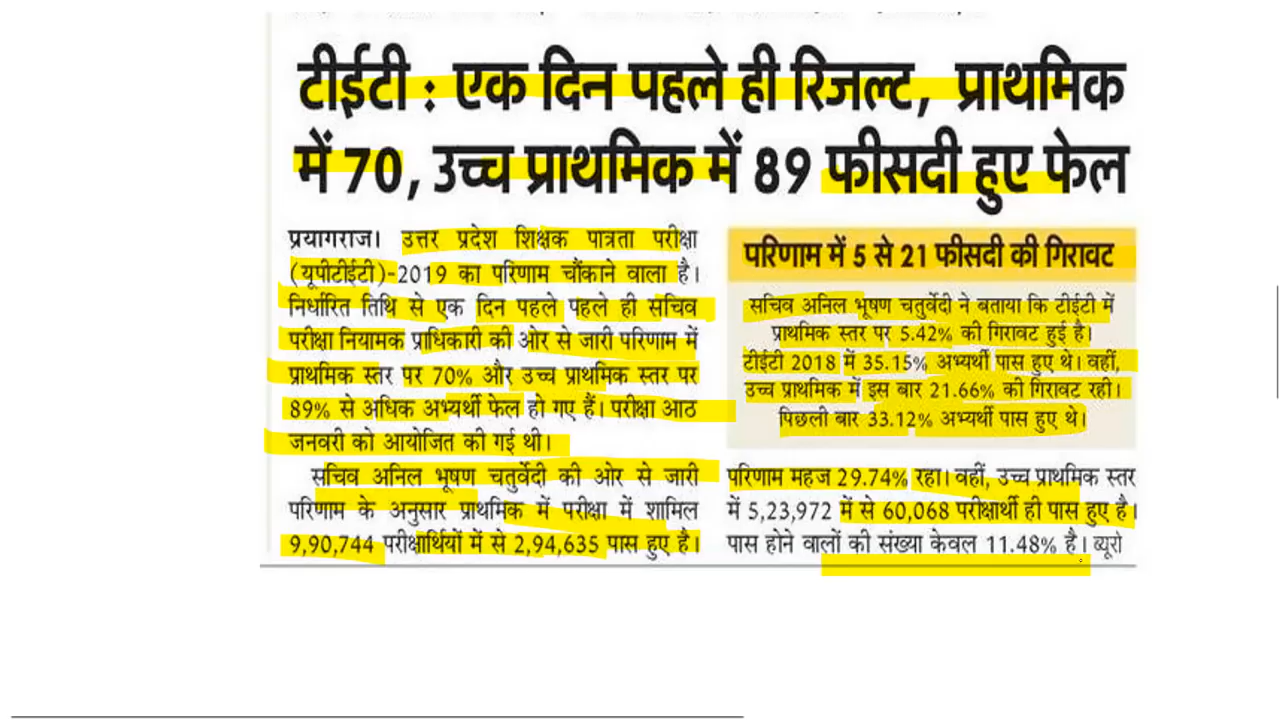 टीईटी : एक दिन पहले ही रिजल्ट, प्राथमिक
में 70, उच्च प्राथमिक में 89 फीसदी हुए फेल
प्रयागराज। उत्तर प्रदेश शिक्षक पात्रता परीक्षा
(यूपीटीईटी)-2019 का परिणाम चौंकाने वाला है।
निर्धारित तिथि से एक दिन पहले पहले ही सचिव
परीक्षा नियामक प्राधिकारी की ओर से जारी परिणाम में
प्राथमिक स्तर पर 70% और उच्च प्राथमिक स्तर पर
89% से अधिक अभ्यर्थी फेल हो गए हैं। परीक्षा आठ
जनवरी को आयोजित की गई थी।
सचिव अनिल भूषण चतुर्वेदी की ओर से जारी
परिणाम के अनुसार प्राथमिक में परीक्षा में शामिल
9,90,744 परीक्षार्थियों में से 2,94,635 पास हुए है।
परिणाम में 5 से 21 फीसदी की गिरावट
सचिव अनिल भूषण चतुर्वेदी ने बताया कि टीईटी में
प्राथमिक स्तर पर 5.42% की गिरावट हुई है।
टीईटी 2018 में 35.15% अभ्यर्थी पास हुए थे। वहीं,
उच्च प्राथमिक में इस बार 21.66% की गिरावट रही।
पिछली बार 33.12% अभ्यर्थी पास हुए थे।
परिणाम महज 29.74% रहा। वहीं, उच्च प्राथमिक स्तर
में 5,23,972 में से 60,068 परीक्षार्थी ही पास हुए है।
पास होने वालों की संख्या केवल 11.48% है। ब्यूरो